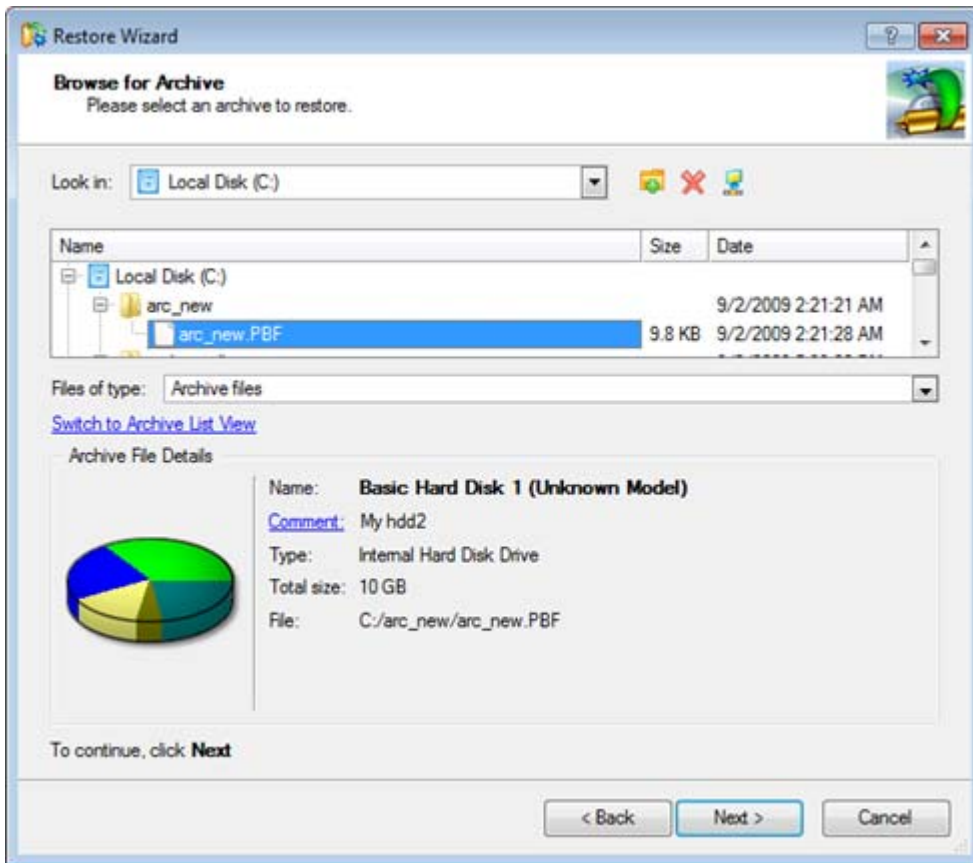 Restore Wizard
Browse for Archive
Please select an archive to restore.
Look in: Local Disk (C:)
Name Size Date
Local Disk (C:)
arc_new 9/2/2009 2:21:21 AM
arc_new.PBF 9.8 KB 9/2/2009 2:21:28 AM
Files of type: Archive files
Switch to Archive List View
Archive File Details
Name: Basic Hard Disk 1 (Unknown Model)
Comment: My hdd2
Type: Internal Hard Disk Drive
Total size: 10 GB
File: C:/arc_new/arc_new.PBF
To continue, click Next
< Back Next > Cancel